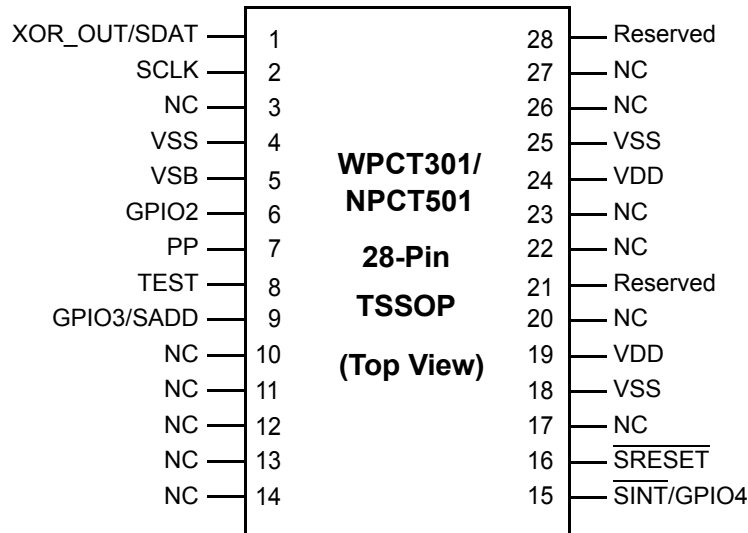 XOR_OUT/SDAT 1 28 Reserved
SCLK 2 27 NC
NC 3 26 NC
VSS 4 25 VSS
VSB 5 24 VDD
GPIO2 6 23 NC
PP 7 22 NC
TEST 8 21 Reserved
GPIO3/SADD 9 20 NC
NC 10 19 VDD
NC 11 18 VSS
NC 12 17 NC
NC 13 16 SRESET
NC 14 15 SINT/GPIO4
WPCT301/
NPCT501
28-Pin
TSSOP
(Top View)